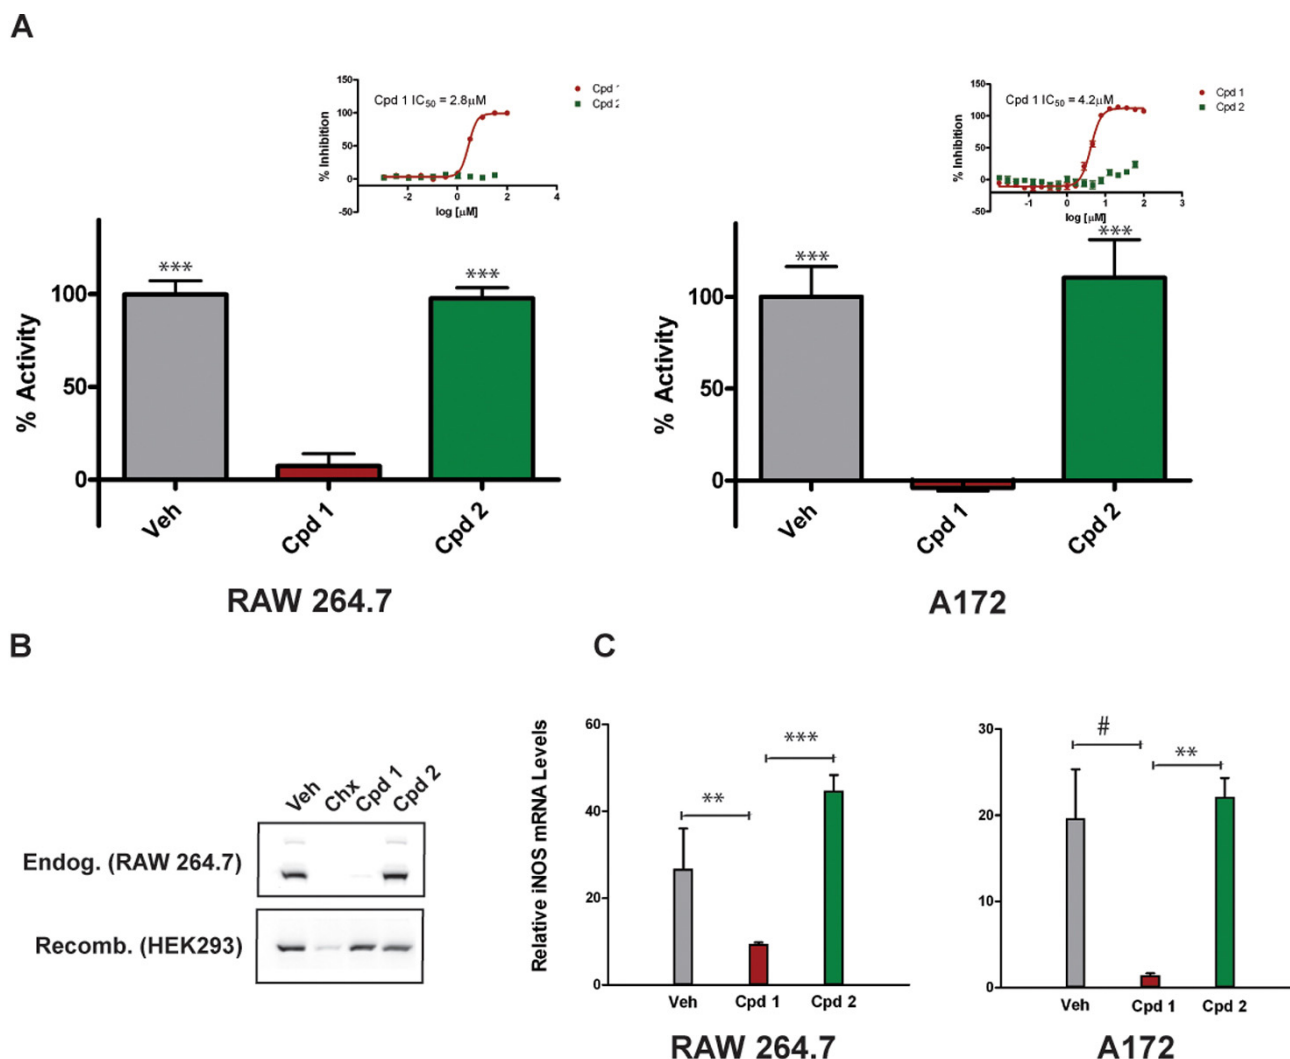 A
150
100
50
0
-50
% Inhibition
Cpd 1 IC50 = 2.8µM
-2
0
2
4
log [µM]
Cpd 1
Cpd 2
150
100
50
0
-50
% Inhibition
Cpd 1 IC50 = 4.2µM
-1
0
1
2
3
log [µM]
Cpd 1
Cpd 2
% Activity
100
50
0
***
***
Veh
Cpd 1
Cpd 2
RAW 264.7
% Activity
100
50
0
***
***
Veh
Cpd 1
Cpd 2
A172
B
Veh
Chx
Cpd 1
Cpd 2
Endog. (RAW 264.7)
Recomb. (HEK293)
C
Relative iNOS mRNA Levels
60
40
20
0
**
***
Veh
Cpd 1
Cpd 2
RAW 264.7
30
20
10
0
#
**
Veh
Cpd 1
Cpd 2
A172